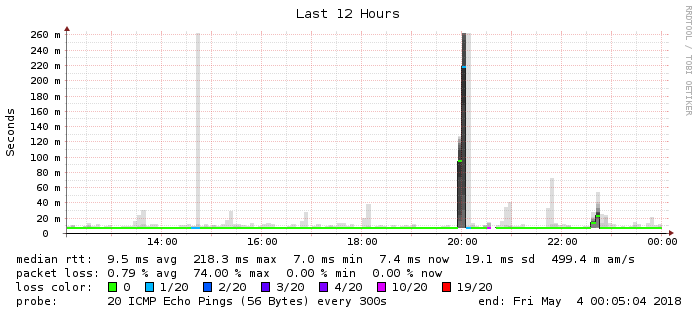 Last 12 Hours
RRDTOOL / TOBI OETIKER
Seconds
260 m
240 m
220 m
200 m
180 m
160 m
140 m
120 m
100 m
80 m
60 m
40 m
20 m
0
14:00 16:00 18:00 20:00 22:00 00:00
median rtt: 9.5 ms avg 218.3 ms max 7.0 ms min 7.4 ms now 19.1 ms sd 499.4 m am/s
packet loss: 0.79 % avg 74.00 % max 0.00 % min 0.00 % now
loss color: 0 1/20 2/20 3/20 4/20 10/20 19/20
probe: 20 ICMP Echo Pings (56 Bytes) every 300s end: Fri May 4 00:05:04 2018